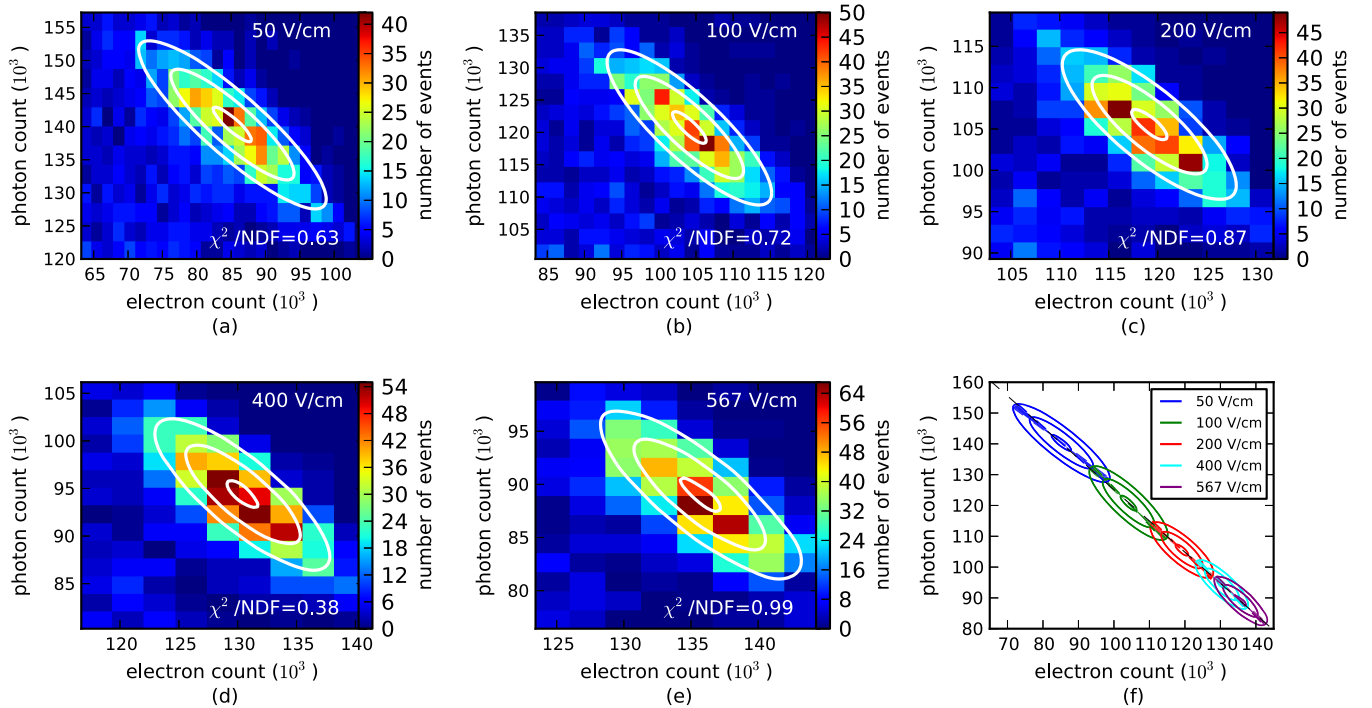 50 V/cm
photon count (10³ )
155
150
145
140
135
130
125
120
65 70 75 80 85 90 95 100
electron count (10³ )
χ² /NDF=0.63
40
35
30
25
20
15
10
5
0
number of events
(a)
100 V/cm
photon count (10³ )
135
130
125
120
115
110
105
85 90 95 100 105 110 115 120
electron count (10³ )
χ² /NDF=0.72
50
45
40
35
30
25
20
15
10
5
0
number of events
(b)
200 V/cm
photon count (10³ )
115
110
105
100
95
90
105 110 115 120 125 130
electron count (10³ )
χ² /NDF=0.87
45
40
35
30
25
20
15
10
5
0
number of events
(c)
400 V/cm
photon count (10³ )
105
100
95
90
85
120 125 130 135 140
electron count (10³ )
χ² /NDF=0.38
54
48
42
36
30
24
18
12
6
0
number of events
(d)
567 V/cm
photon count (10³ )
95
90
85
80
130 135 140
electron count (10³ )
χ² /NDF=0.99
64
56
48
40
32
24
16
8
0
number of events
(e)
photon count (10³ )
160
150
140
130
120
110
100
90
80
70 80 90 100 110 120 130 140
electron count (10³ )
50 V/cm
100 V/cm
200 V/cm
400 V/cm
567 V/cm
(f)